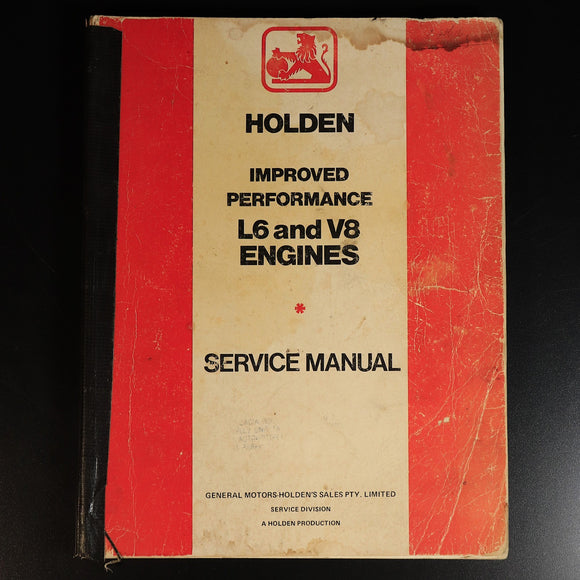 HOLDEN
IMPROVED
PERFORMANCE
L6 and V8
ENGINES
*
SERVICE MANUAL
GENERAL MOTORS-HOLDEN'S SALES PTY. LIMITED
SERVICE DIVISION
A HOLDEN PRODUCTION